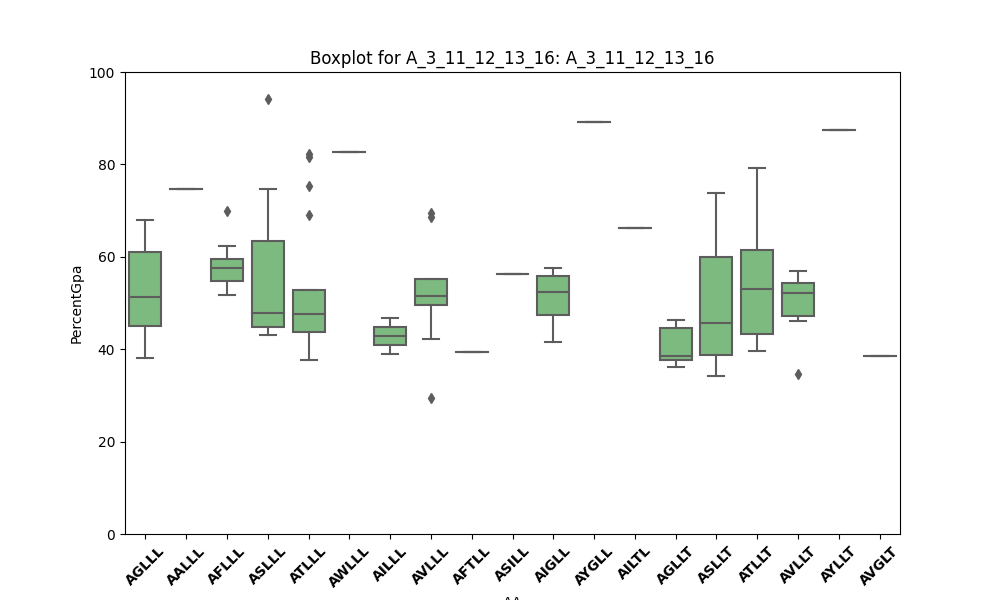 Boxplot for A_3_11_12_13_16: A_3_11_12_13_16
100
80
60
40
20
0
PercentGpa
AGLLL AALLL AFLLL ASLLL ATLLL AWLLL AILLL AVLLL AFTLL ASILL AIGLL AYGLL AILTL AGLLT ASLLT ATLLT AVLLT AYLLT AVGLT